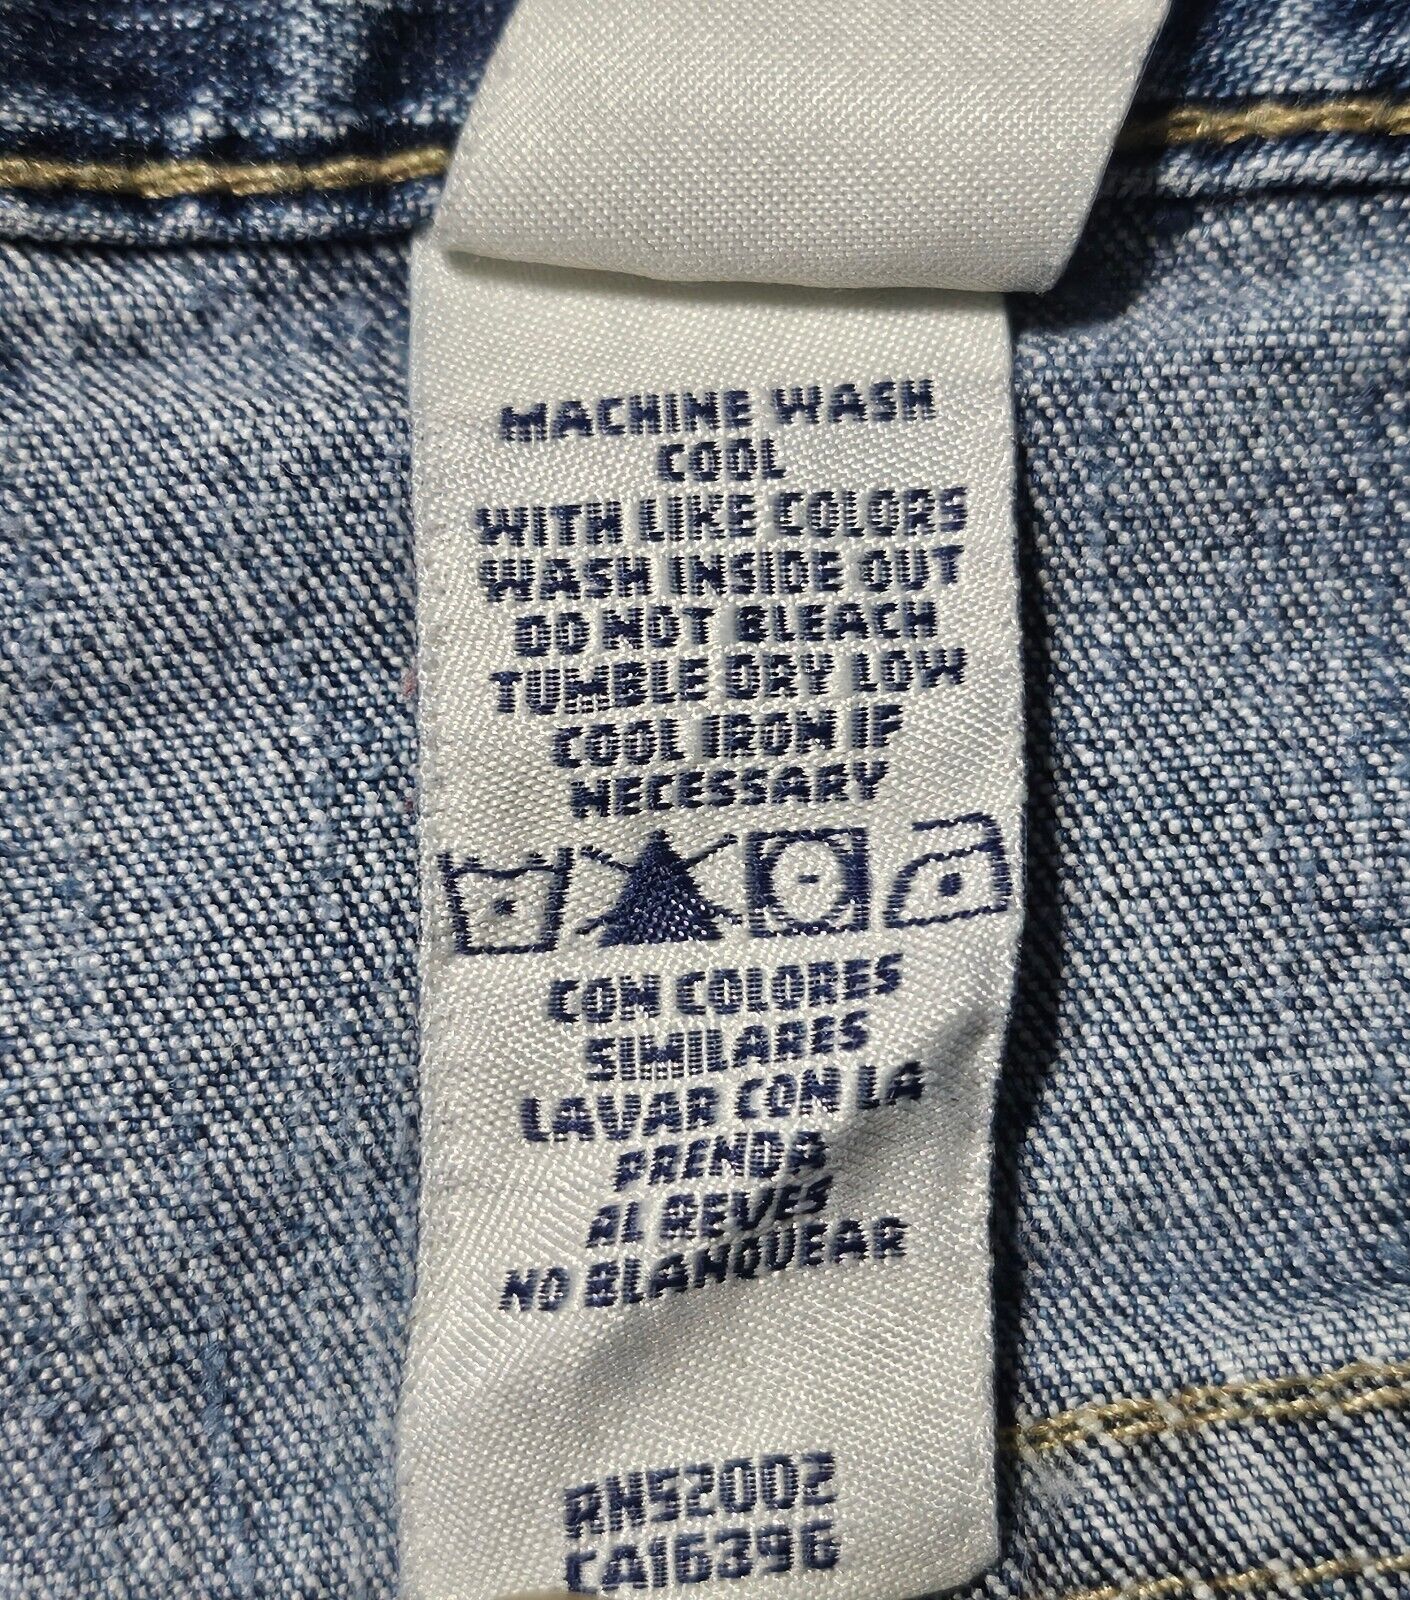 MACHINE WASH
COOL
WITH LIKE COLORS
WASH INSIDE OUT
DO NOT BLEACH
TUMBLE DRY LOW
COOL IRON IF
NECESSARY
CON COLORES
SIMILARES
LAVAR CON LA
PRENDA
AL REVES
NO BLANQUEAR
RN52002
CA16396